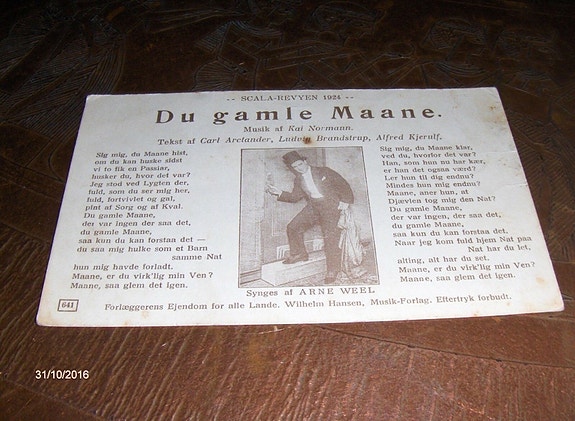 -- SCALA-REVYEN 1924 --
Du gamle Maane.
Musik af Kai Normann.
Tekst af Carl Arctander, Ludvig Brandstrup, Alfred Kjerulf.
Sig mig, du Maane hist,
om du kan huske sidst
vi to fik en Passiar,
husker du, hvor det var?
Jeg stod ved Lygten der,
fuld, som du ser mig her,
fuld, fortvivlet og gal,
pint af Sorg og af Kval.
Du gamle Maane,
der var ingen der saa det,
du gamle Maane,
saa kun du kan forstaa det —
du saa mig hulke som et Barn
samme Nat
hun mig havde forladt.
Maane, er du virk'lig min Ven?
Maane, saa glem det igen.
Sig mig, du Maane klar,
ved du, hvorfor det var?
Han, som hun nu har kær,
er han det ogsaa værd?
Ler hun til dig endnu?
Mindes hun mig endnu?
Maane, aner hun, at
Djævlen tog mig den Nat?
Du gamle Maane,
der var ingen, der saa det,
du gamle Maane,
saa kun du kan forstaa det.
Naar jeg kom fuld hjem Nat paa
Nat har du let,
alting, alt har du set.
Maane, er du virk'lig min Ven?
Maane, saa glem det igen.
Synges af ARNE WEEL
641
Forlæggerens Ejendom for alle Lande. Wilhelm Hansen, Musik-Forlag. Eftertryk forbudt.
31/10/2016